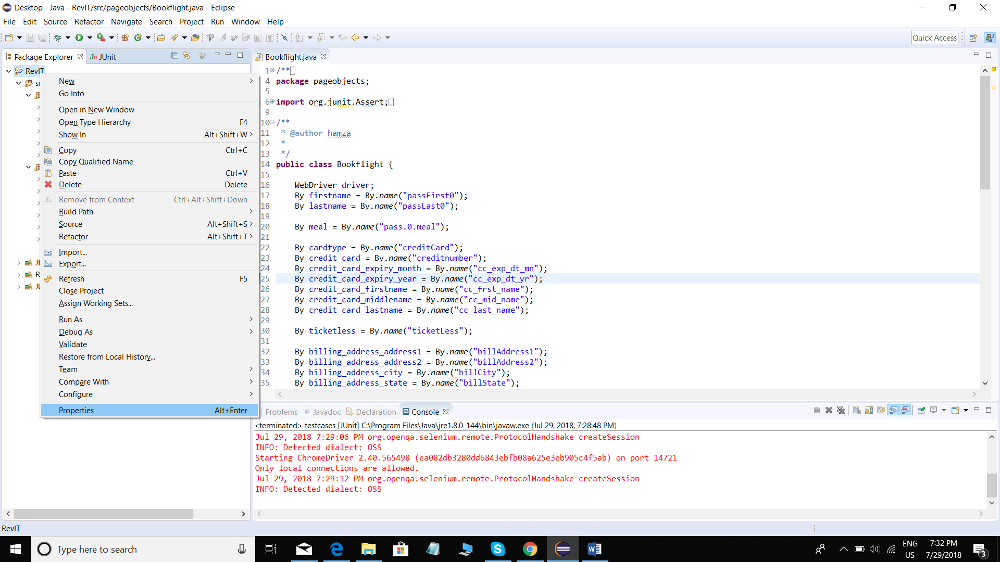 Desktop - Java - RevIT/src/pageobjects/Bookflight.java - Eclipse
File Edit Source Refactor Navigate Search Project Run Window Help
Quick Access
Package Explorer
JUnit
RevIT
New
Go Into
Open in New Window
Open Type Hierarchy F4
Show In Alt+Shift+W
Copy Ctrl+C
Copy Qualified Name
Paste Ctrl+V
Delete Delete
Remove from Context Ctrl+Alt+Shift+Down
Build Path
Source Alt+Shift+S
Refactor Alt+Shift+T
Import...
Export...
Refresh F5
Close Project
Assign Working Sets...
Run As
Debug As
Validate
Restore from Local History...
Team
Compare With
Configure
Properties Alt+Enter
Bookflight.java
1 /**
4 package pageobjects;
5
6 import org.junit.Assert;
9
10 /**
11 * @author hamza
12 *
13 */
14 public class Bookflight {
15
16 WebDriver driver;
17 By firstname = By.name("passFirst0");
18 By lastname = By.name("passLast0");
19
20 By meal = By.name("pass.0.meal");
21
22 By cardtype = By.name("creditCard");
23 By credit_card = By.name("creditnumber");
24 By credit_card_expiry_month = By.name("cc_exp_dt_mn");
25 By credit_card_expiry_year = By.name("cc_exp_dt_yr");
26 By credit_card_firstname = By.name("cc_frst_name");
27 By credit_card_middlename = By.name("cc_mid_name");
28 By credit_card_lastname = By.name("cc_last_name");
29
30 By ticketless = By.name("ticketLess");
31
32 By billing_address_address1 = By.name("billAddress1");
33 By billing_address_address2 = By.name("billAddress2");
34 By billing_address_city = By.name("billCity");
35 By billing_address_state = By.name("billState");
Problems Javadoc Declaration Console
<terminated> testcases [JUnit] C:\Program Files\Java\jre1.8.0_144\bin\javaw.exe (Jul 29, 2018, 7:28:48 PM)
Jul 29, 2018 7:29:06 PM org.openqa.selenium.remote.ProtocolHandshake createSession
INFO: Detected dialect: OSS
Starting ChromeDriver 2.40.565498 (ea082db3280dd6843ebfb08a625e3eb905c4f5ab) on port 14721
Only local connections are allowed.
Jul 29, 2018 7:29:12 PM org.openqa.selenium.remote.ProtocolHandshake createSession
INFO: Detected dialect: OSS
RevIT
Type here to search
ENG
US
7:32 PM
7/29/2018
3